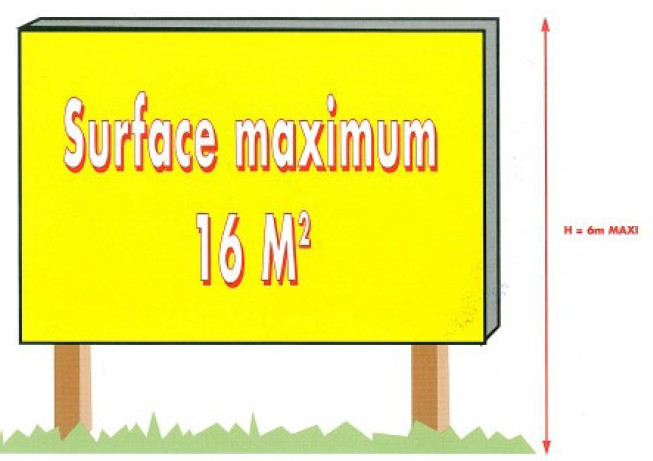 Surface maximum
16 M²
H = 6m MAXI